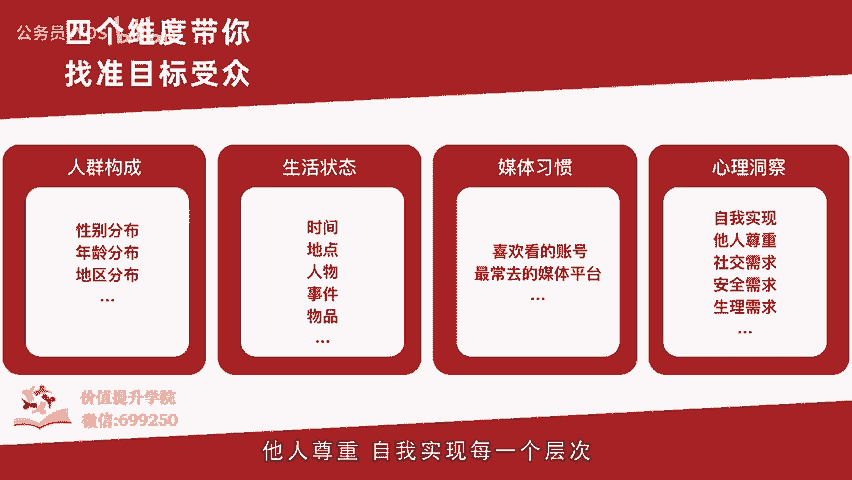 四个维度带你
公务员
找准目标受众
人群构成
性别分布
年龄分布
地区分布
...
生活状态
时间
地点
人物
事件
物品
...
媒体习惯
喜欢看的账号
最常去的媒体平台
...
心理洞察
自我实现
他人尊重
社交需求
安全需求
生理需求
...
价值提升学院
微信:699250
他人尊重 自我实现每一个层次